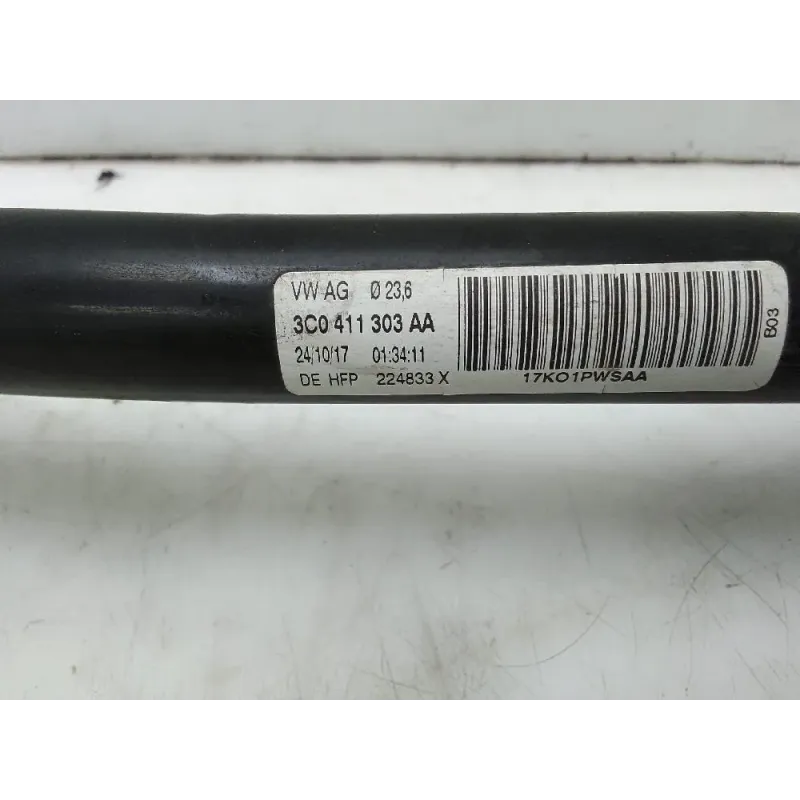 VW AG Ø 23,6
3C0 411 303 AA
24/10/17 01:34:11
DE HFP 224833 X
17KO1PWSAA
B03